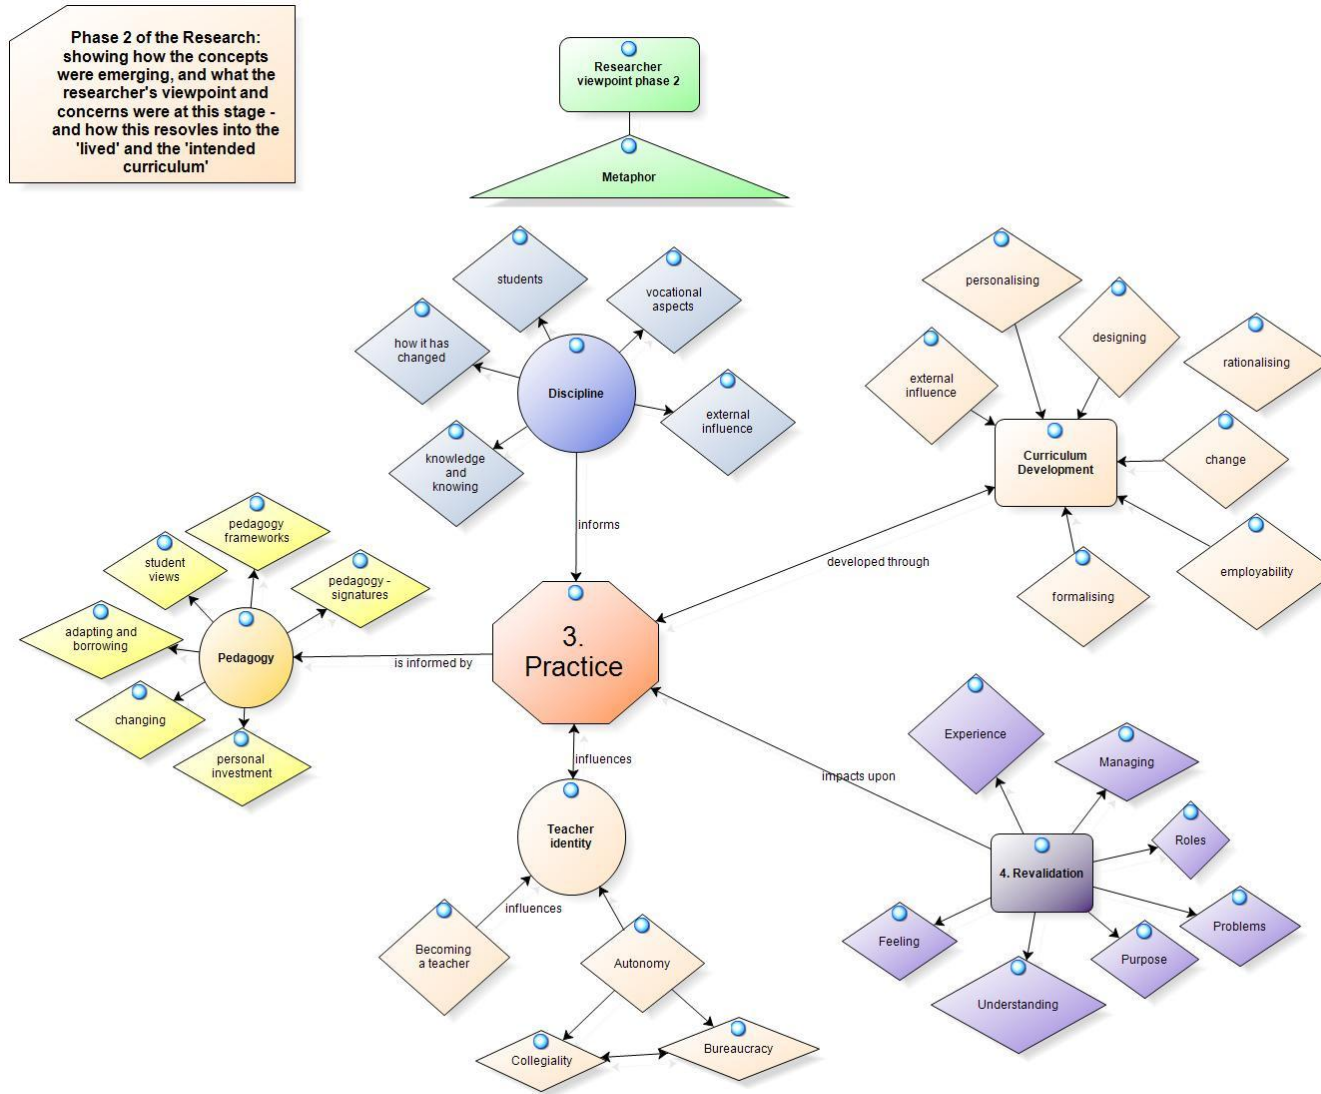 Phase 2 of the Research:
showing how the concepts
were emerging, and what the
researcher's viewpoint and
concerns were at this stage -
and how this resovles into the
'lived' and the 'intended
curriculum'
Researcher
viewpoint phase 2
Metaphor
students
vocational
aspects
how it has
changed
Discipline
external
influence
knowledge
and
knowing
informs
personalising
designing
rationalising
external
influence
Curriculum
Development
change
employability
formalising
developed through
pedagogy
frameworks
student
views
pedagogy -
signatures
adapting and
borrowing
Pedagogy
changing
personal
investment
is informed by
3.
Practice
influences
Teacher
identity
influences
Becoming
a teacher
Autonomy
Collegiality
Bureaucracy
impacts upon
Experience
Managing
Roles
4. Revalidation
Problems
Feeling
Purpose
Understanding